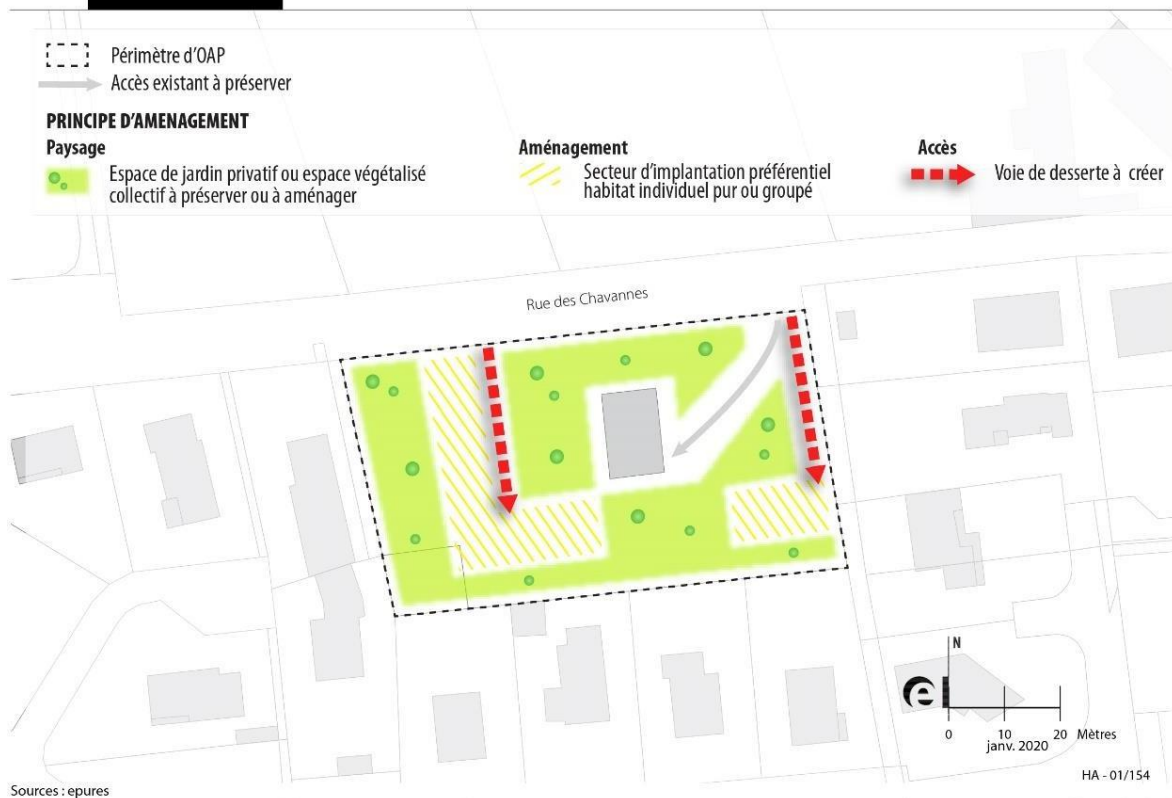 Périmètre d'OAP
Accès existant à préserver
PRINCIPE D'AMENAGEMENT
Paysage
Espace de jardin privatif ou espace végétalisé
collectif à préserver ou à aménager
Aménagement
Secteur d'implantation préférentiel
habitat individuel pur ou groupé
Accès
Voie de desserte à créer
Rue des Chavannes
N
e
0 10 20 Mètres
janv. 2020
HA - 01/154
Sources : epures